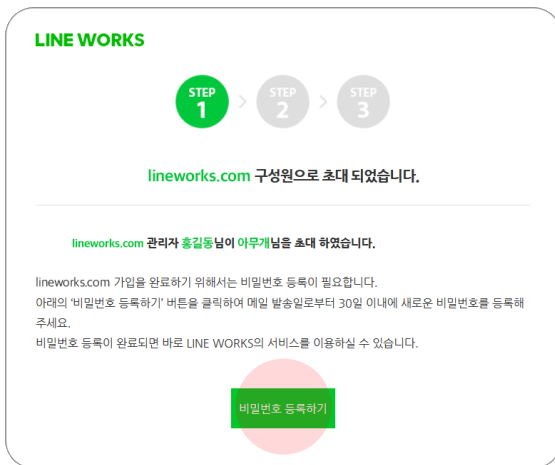 LINE WORKS
STEP 1 > STEP 2 > STEP 3
lineworks.com 구성원으로 초대 되었습니다.
lineworks.com 관리자 홍길동님이 아무개님을 초대 하였습니다.
lineworks.com 가입을 완료하기 위해서는 비밀번호 등록이 필요합니다.
아래의 ‘비밀번호 등록하기’ 버튼을 클릭하여 메일 발송일로부터 30일 이내에 새로운 비밀번호를 등록해
주세요.
비밀번호 등록이 완료되면 바로 LINE WORKS의 서비스를 이용하실 수 있습니다.
비밀번호 등록하기